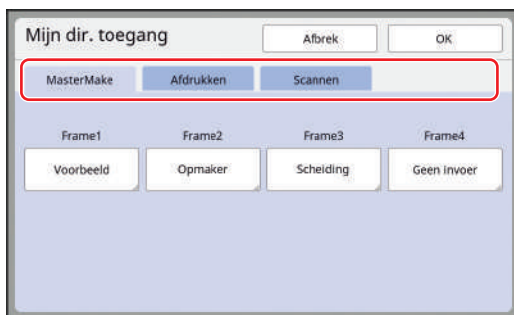 Mijn dir. toegang Afbrek OK
MasterMake Afdrukken Scannen
Frame1 Frame2 Frame3 Frame4
Voorbeeld Opmaker Scheiding Geen invoer